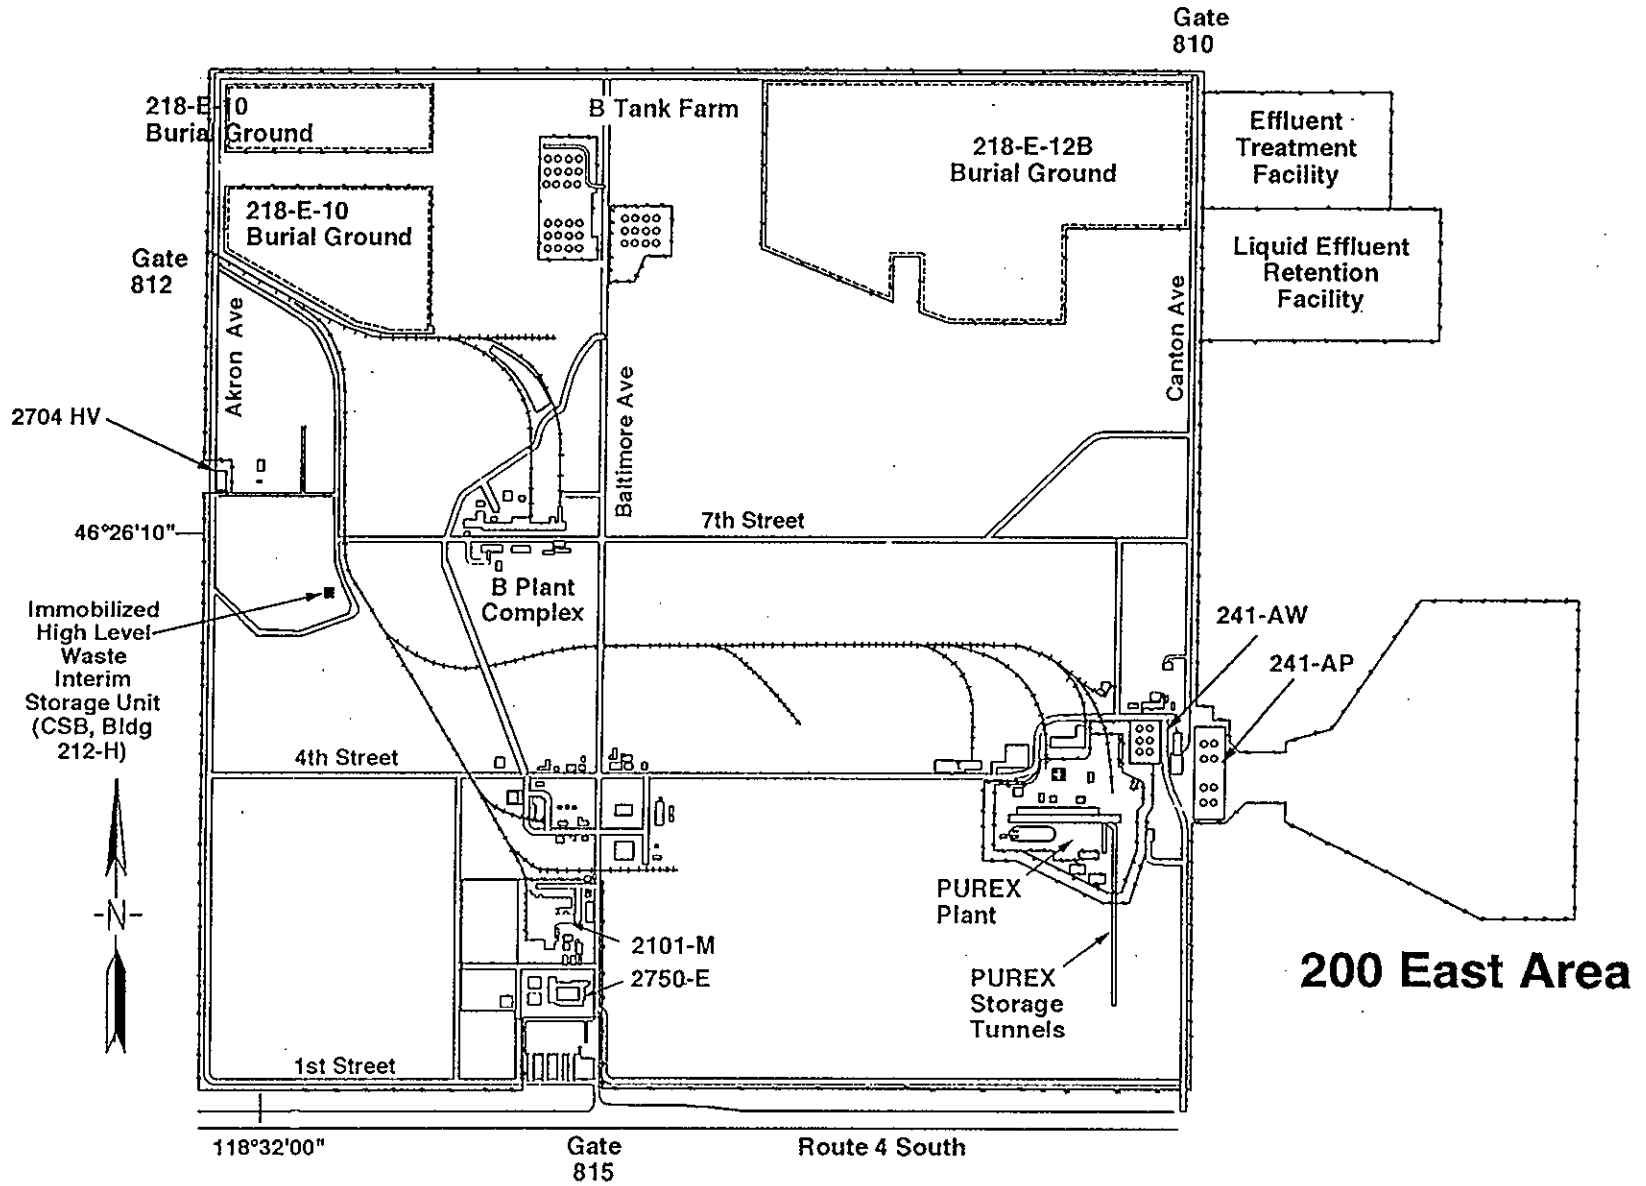 Gate
810
218-E-10
Burial Ground
B Tank Farm
218-E-12B
Burial Ground
Effluent
Treatment
Facility
218-E-10
Burial Ground
Gate
812
Liquid Effluent
Retention
Facility
Akron Ave
Baltimore Ave
Canton Ave
2704 HV
7th Street
46°26'10"
B Plant
Complex
Immobilized
High Level
Waste
Interim
Storage Unit
(CSB, Bldg
212-H)
241-AW
241-AP
4th Street
N
PUREX
Plant
2101-M
2750-E
PUREX
Storage
Tunnels
200 East Area
1st Street
118°32'00"
Gate
815
Route 4 South